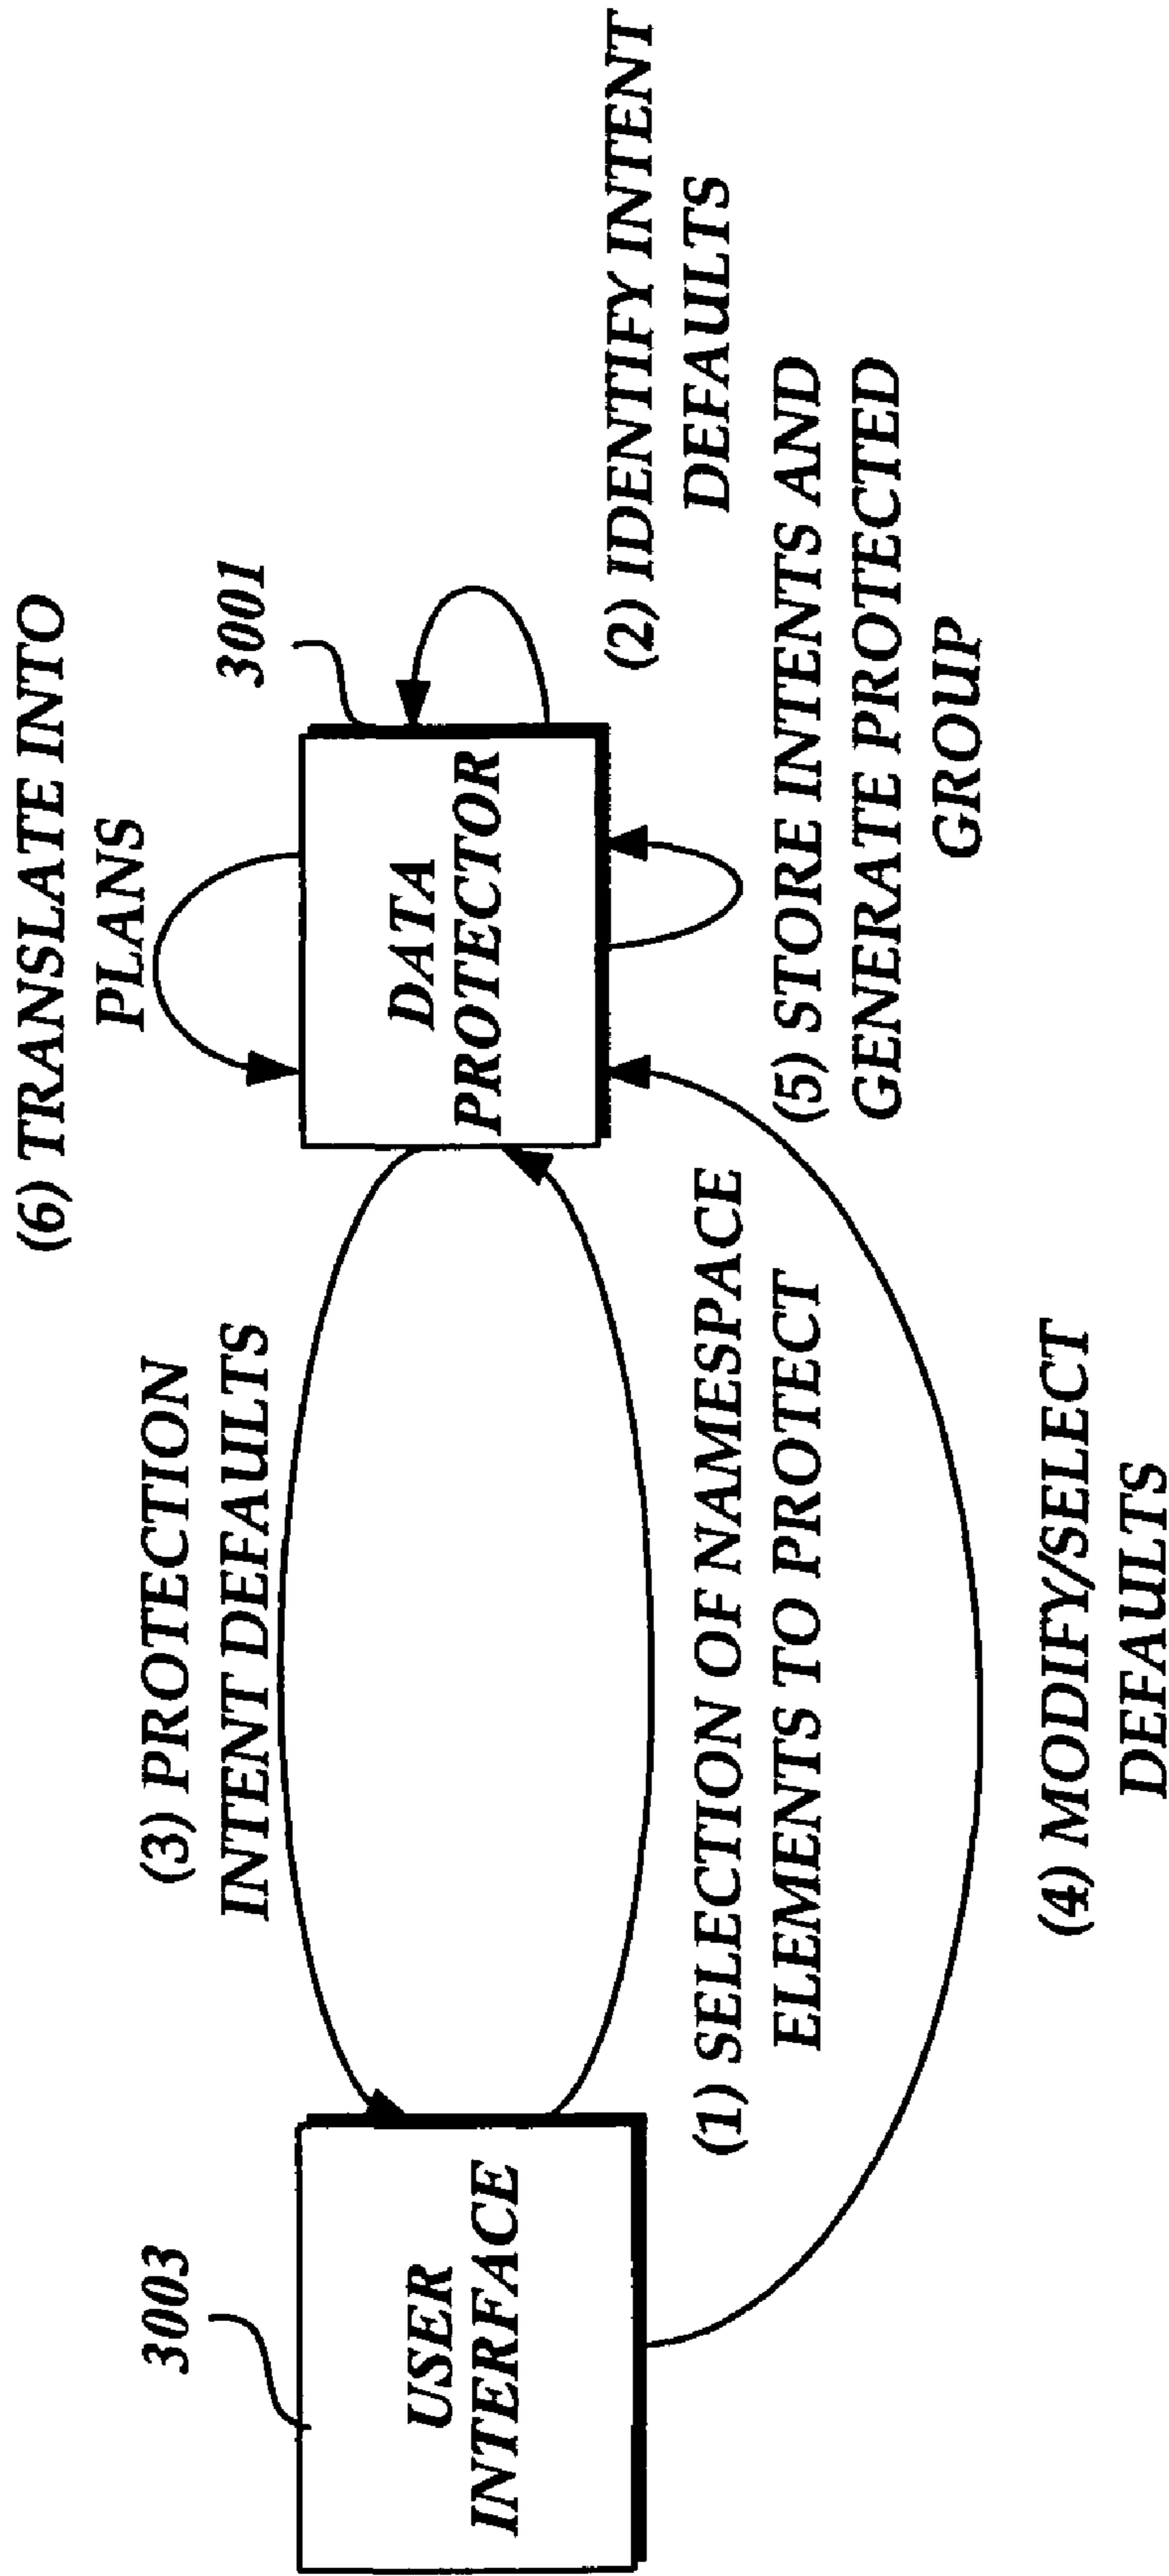 (6) TRANSLATE INTO
PLANS
3001
(3) PROTECTION
INTENT DEFAULTS
3003
USER
INTERFACE
DATA
PROTECTOR
(2) IDENTIFY INTENT
DEFAULTS
(1) SELECTION OF NAMESPACE
ELEMENTS TO PROTECT
(5) STORE INTENTS AND
GENERATE PROTECTED
GROUP
(4) MODIFY/SELECT
DEFAULTS